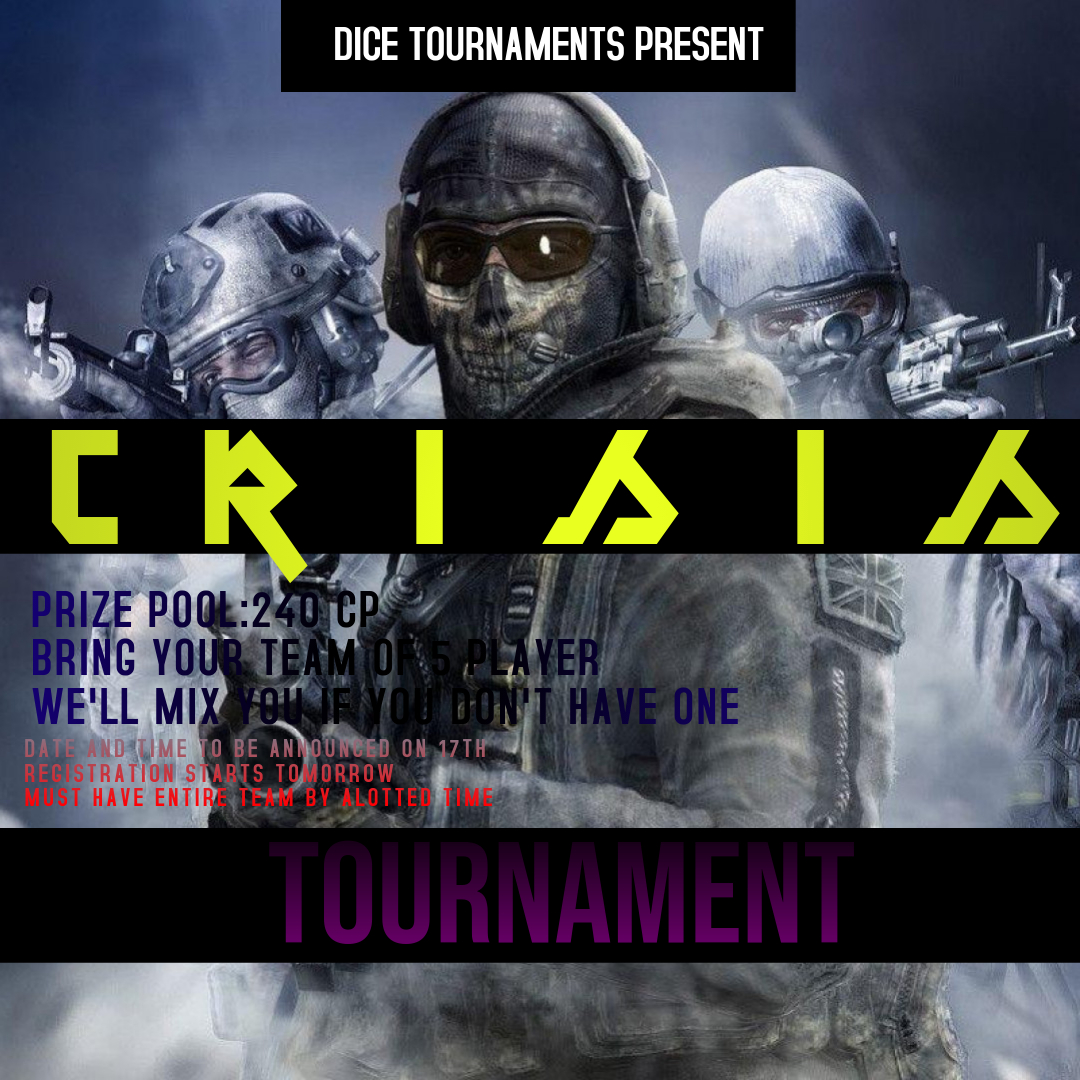 DICE TOURNAMENTS PRESENT
CRISIS
PRIZE POOL:240 CP
BRING YOUR TEAM OF 5 PLAYER
WE'LL MIX YOU IF YOU DON'T HAVE ONE
DATE AND TIME TO BE ANNOUNCED ON 17TH
REGISTRATION STARTS TOMORROW
MUST HAVE ENTIRE TEAM BY ALOTTED TIME
TOURNAMENT